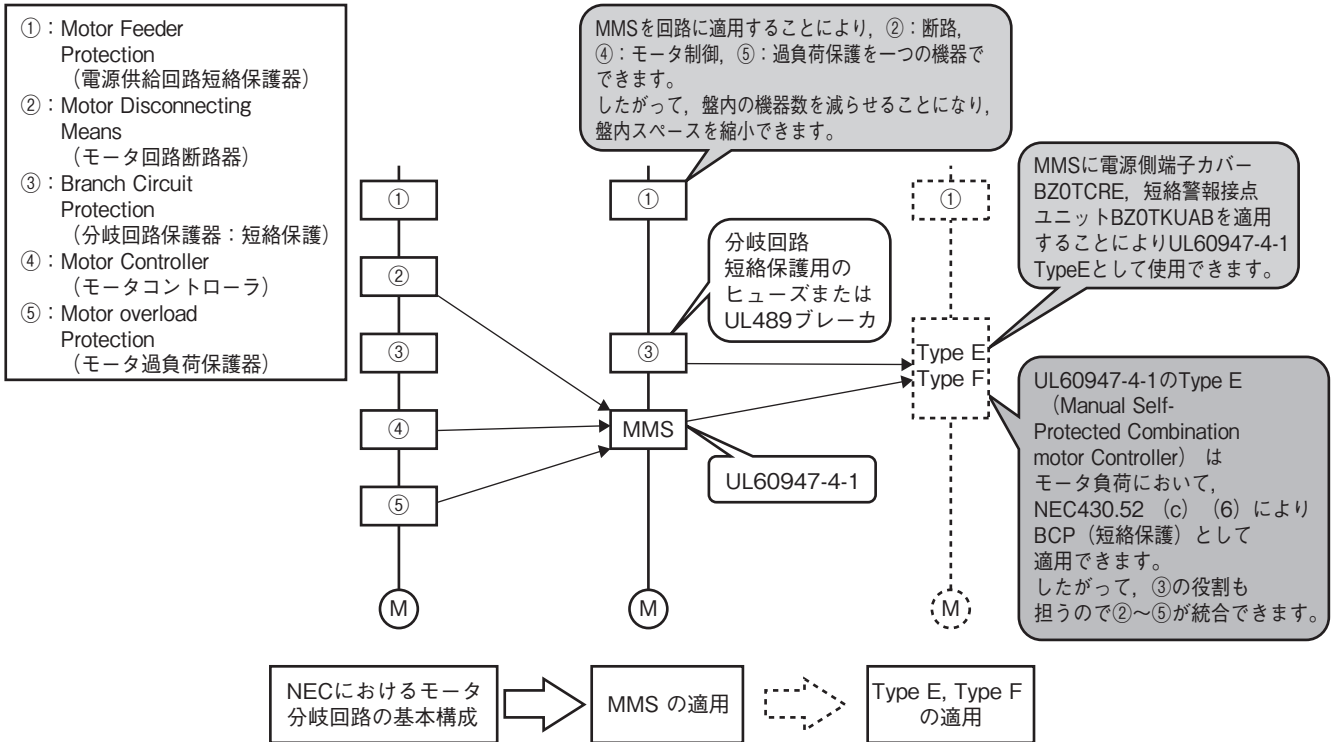 ①：Motor Feeder
Protection
（電源供給回路短絡保護器）
②：Motor Disconnecting
Means
（モータ回路断路器）
③：Branch Circuit
Protection
（分岐回路保護器：短絡保護）
④：Motor Controller
（モータコントローラ）
⑤：Motor overload
Protection
（モータ過負荷保護器）
MMSを回路に適用することにより，②：断路，
④：モータ制御，⑤：過負荷保護を一つの機器で
できます。
したがって，盤内の機器数を減らせることになり，
盤内スペースを縮小できます。
①
②
③
④
⑤
M
①
③
MMS
M
分岐回路
短絡保護用の
ヒューズまたは
UL489ブレーカ
UL60947-4-1
①
Type E
Type F
M
MMSに電源側端子カバー
BZ0TCRE，短絡警報接点
ユニットBZ0TKUABを適用
することによりUL60947-4-1
TypeEとして使用できます。
UL60947-4-1のType E
（Manual Self-
Protected Combination
motor Controller） は
モータ負荷において，
NEC430.52 （c）（6）により
BCP（短絡保護）として
適用できます。
したがって，③の役割も
担うので②～⑤が統合できます。
NECにおけるモータ
分岐回路の基本構成
MMS の適用
Type E, Type F
の適用